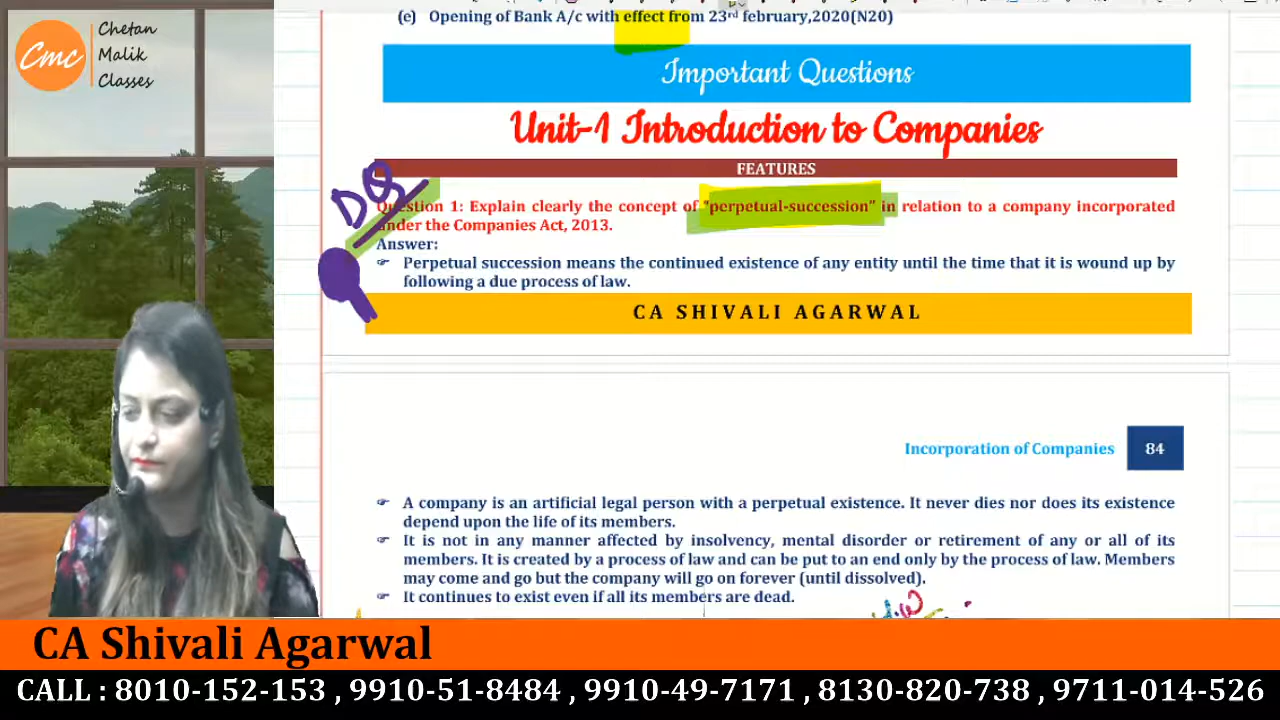 (e) Opening of Bank A/c with effect from 23rd february,2020(N20)
Cmc
Chetan
Malik
Classes
Important Questions
Unit-1 Introduction to Companies
FEATURES
DQ
Question 1: Explain clearly the concept of "perpetual-succession" in relation to a company incorporated
under the Companies Act, 2013.
Answer:
☞ Perpetual succession means the continued existence of any entity until the time that it is wound up by
following a due process of law.
CA SHIVALI AGARWAL
Incorporation of Companies 84
☞ A company is an artificial legal person with a perpetual existence. It never dies nor does its existence
depend upon the life of its members.
☞ It is not in any manner affected by insolvency, mental disorder or retirement of any or all of its
members. It is created by a process of law and can be put to an end only by the process of law. Members
may come and go but the company will go on forever (until dissolved).
☞ It continues to exist even if all its members are dead.
CA Shivali Agarwal
CALL : 8010-152-153 , 9910-51-8484 , 9910-49-7171 , 8130-820-738 , 9711-014-526